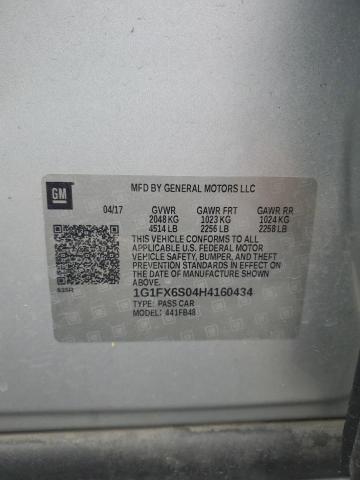 GM
MFD BY GENERAL MOTORS LLC
04/17 GVWR GAWR FRT GAWR RR
2048 KG 1023 KG 1024 KG
4514 LB 2256 LB 2258 LB
THIS VEHICLE CONFORMS TO ALL
APPLICABLE U.S. FEDERAL MOTOR
VEHICLE SAFETY, BUMPER, AND THEFT
PREVENTION STANDARDS IN EFFECT ON
THE DATE OF MANUFACTURE SHOWN
ABOVE.
1G1FX6S04H4160434
TYPE: PASS CAR
MODEL: 441FB48